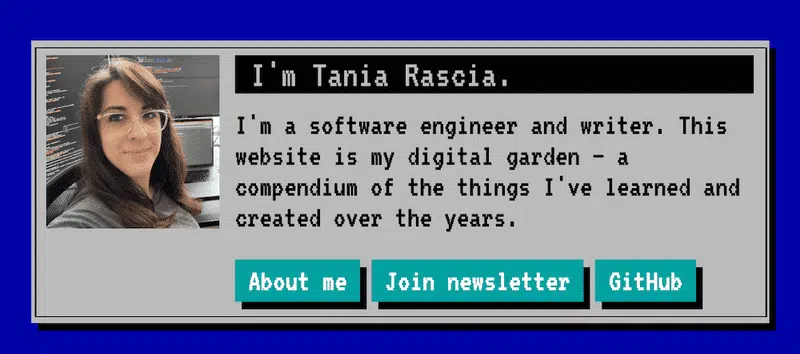 I'm Tania Rascia.
I'm a software engineer and writer. This
website is my digital garden — a
compendium of the things I've learned and
created over the years.
About me
Join newsletter
GitHub